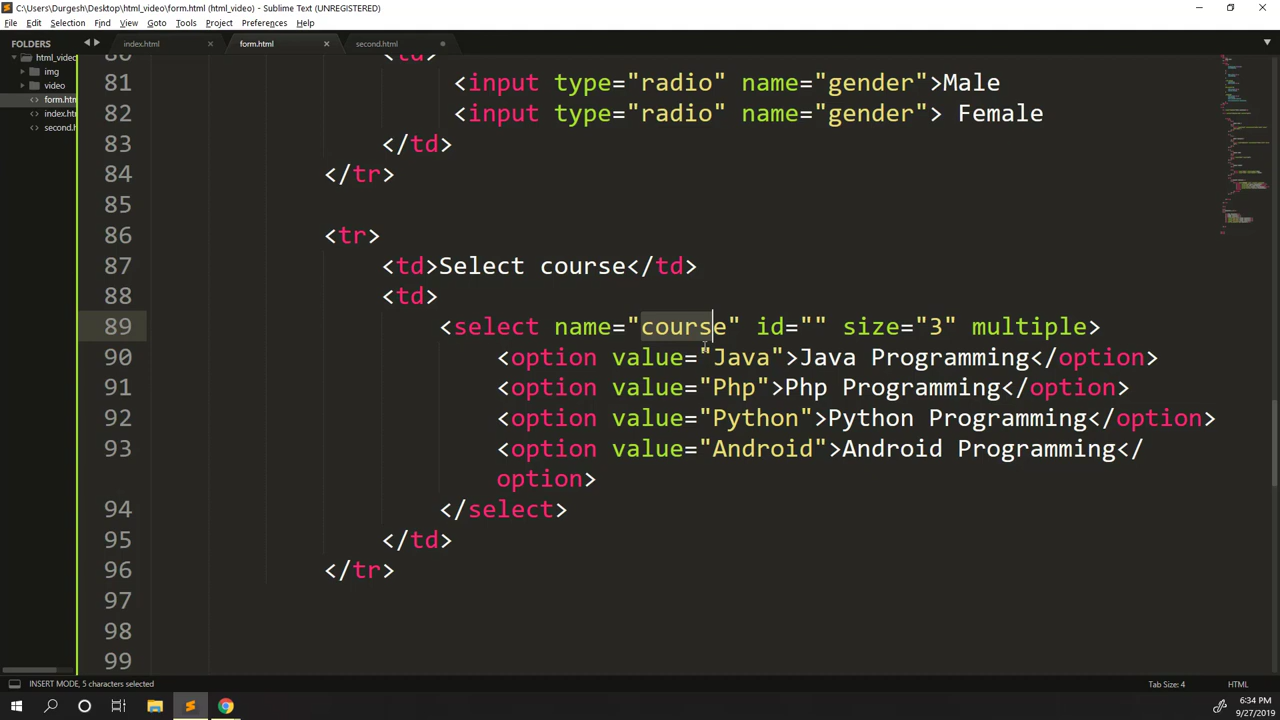 C:\Users\Durgesh\Desktop\html_video\form.html (html_video) - Sublime Text (UNREGISTERED)
File Edit Selection Find View Goto Tools Project Preferences Help
FOLDERS
html_video
img
video
form.htm
index.htm
second.h
index.html
form.html
second.html
80 <td>
81 <input type="radio" name="gender">Male
82 <input type="radio" name="gender"> Female
83 </td>
84 </tr>
85
86 <tr>
87 <td>Select course</td>
88 <td>
89 <select name="course" id="" size="3" multiple>
90 <option value="Java">Java Programming</option>
91 <option value="Php">Php Programming</option>
92 <option value="Python">Python Programming</option>
93 <option value="Android">Android Programming</
option>
94 </select>
95 </td>
96 </tr>
97
98
99
INSERT MODE, 5 characters selected
Tab Size: 4
HTML
6:34 PM
9/27/2019